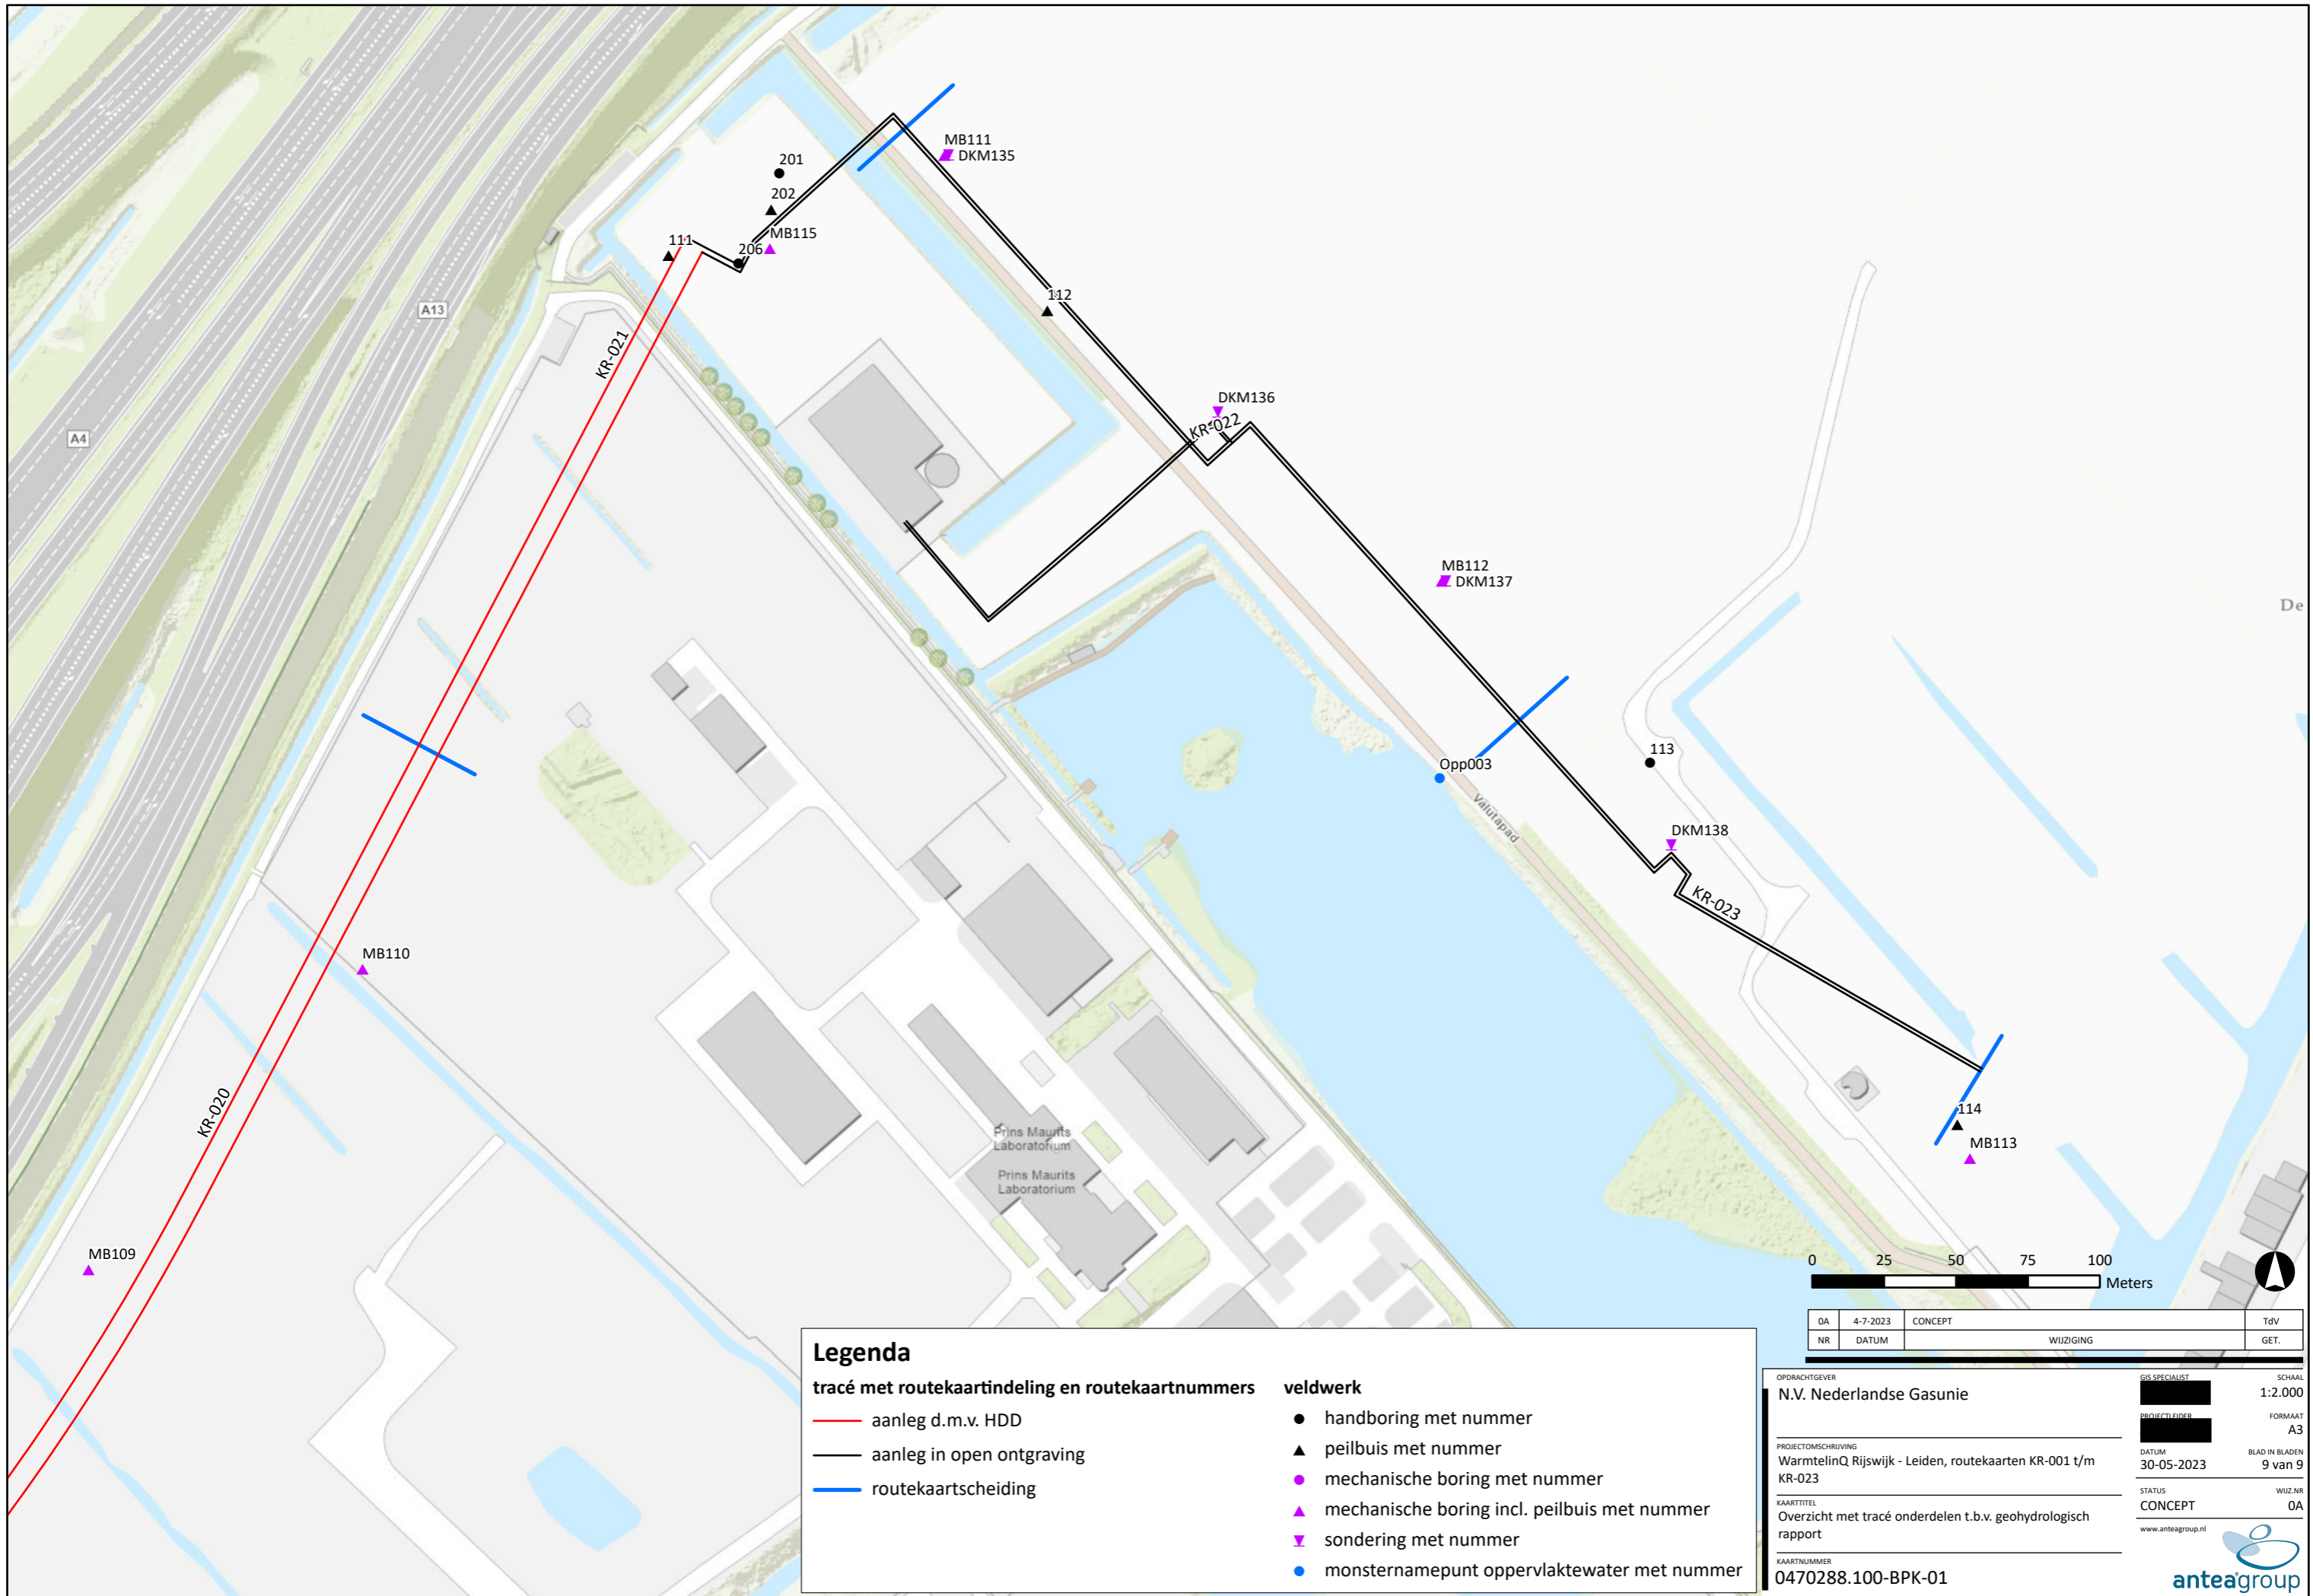 MB111
DKM135
201
202
MB115
111
206
112
A13
KR-021
A4
DKM136
KR-022
MB112
DKM137
De
113
Opp003
Valutapad
DKM138
KR-023
MB110
KR-020
114
MB113
Prins Maurits
Laboratorium
Prins Maurits
Laboratorium
MB109
0 25 50 75 100
Meters
0A 4-7-2023 CONCEPT TdV
NR DATUM WIJZIGING GET.
Legenda
tracé met routekaartindeling en routekaartnummers
aanleg d.m.v. HDD
aanleg in open ontgraving
routekaartscheiding
veldwerk
handboring met nummer
peilbuis met nummer
mechanische boring met nummer
mechanische boring incl. peilbuis met nummer
sondering met nummer
monsternamepunt oppervlaktewater met nummer
OPDRACHTGEVER
N.V. Nederlandse Gasunie
PROJECTOMSCHRIJVING
WarmtelinQ Rijswijk - Leiden, routekaarten KR-001 t/m
KR-023
KAARTTITEL
Overzicht met tracé onderdelen t.b.v. geohydrologisch
rapport
KAARTNUMMER
0470288.100-BPK-01
GIS SPECIALIST
SCHAAL
1:2.000
PROJECTLEIDER
FORMAAT
A3
DATUM
30-05-2023
BLAD IN BLADEN
9 van 9
STATUS
CONCEPT
WIJZ.NR
0A
www.anteagroup.nl
anteagroup